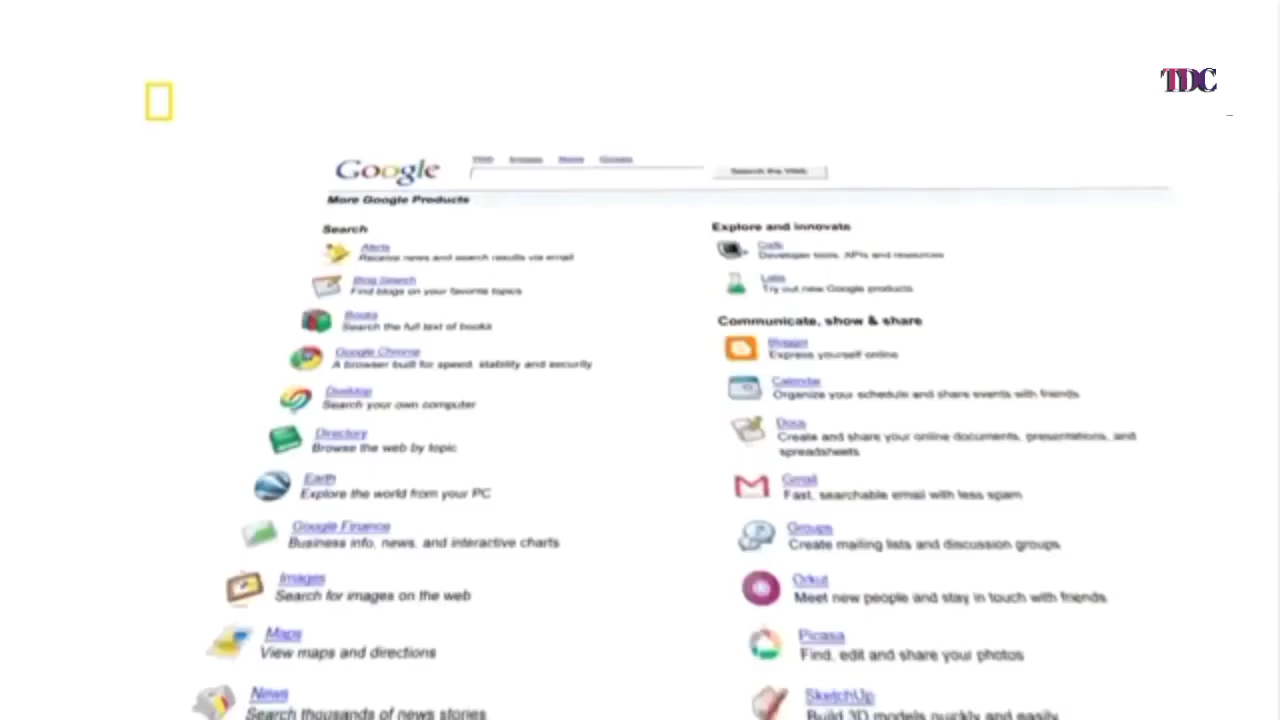 TDC
Google
Web Images News Groups
Search the Web
More Google Products
Search
Alerts
Receive news and search results via email
Blog Search
Find blogs on your favorite topics
Books
Search the full text of books
Google Chrome
A browser built for speed, stability and security
Desktop
Search your own computer
Directory
Browse the web by topic
Earth
Explore the world from your PC
Google Finance
Business info, news, and interactive charts
Images
Search for images on the web
Maps
View maps and directions
News
Search thousands of news stories
Explore and innovate
Code
Developer tools, APIs and resources
Labs
Try out new Google products
Communicate, show & share
Blogger
Express yourself online
Calendar
Organize your schedule and share events with friends
Docs
Create and share your online documents, presentations, and
spreadsheets
Gmail
Fast, searchable email with less spam
Groups
Create mailing lists and discussion groups
Orkut
Meet new people and stay in touch with friends
Picasa
Find, edit and share your photos
SketchUp
Build 3D models quickly and easily